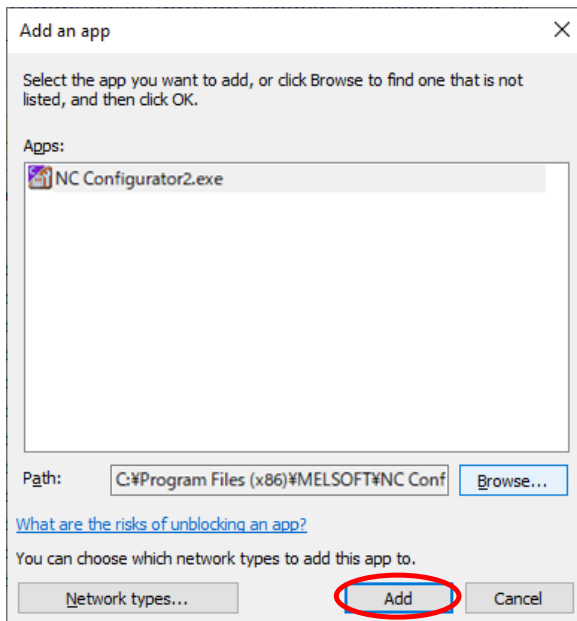 Add an app
Select the app you want to add, or click Browse to find one that is not
listed, and then click OK.
Apps:
NC Configurator2.exe
Path:
C:¥Program Files (x86)¥MELSOFT¥NC Conf
Browse...
What are the risks of unblocking an app?
You can choose which network types to add this app to.
Network types...
Add
Cancel